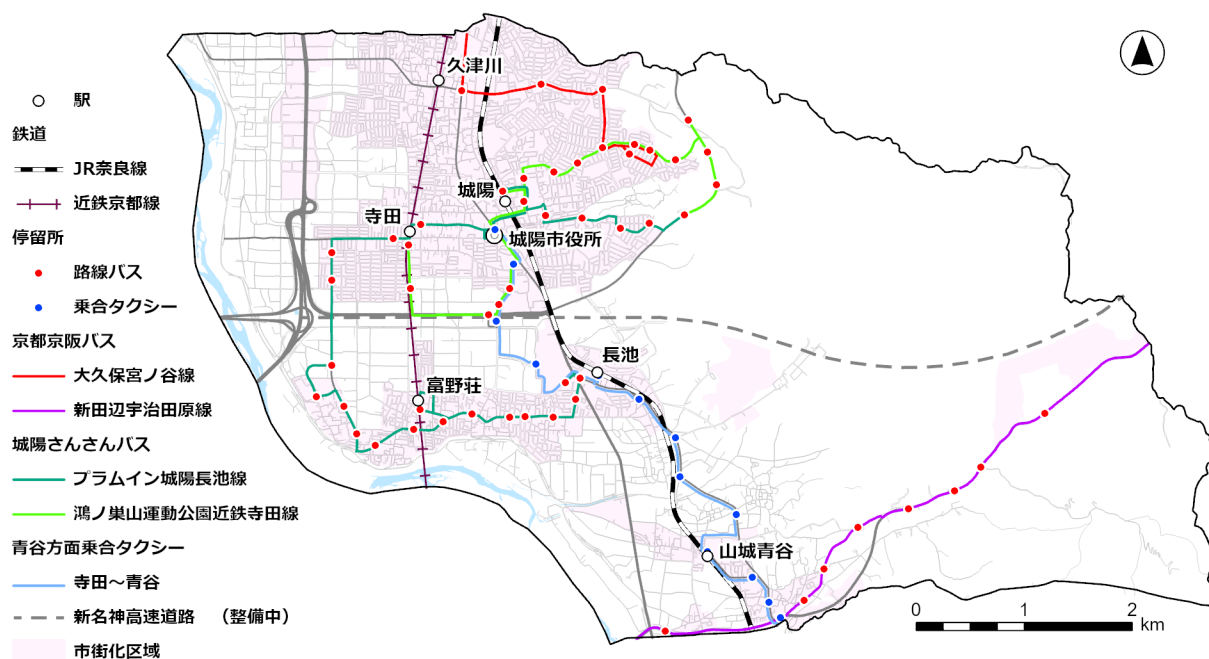 駅
鉄道
JR奈良線
近鉄京都線
停留所
路線バス
乗合タクシー
京都京阪バス
大久保宮ノ谷線
新田辺宇治田原線
城陽さんさんバス
プラムイン城陽長池線
鴻ノ巣山運動公園近鉄寺田線
青谷方面乗合タクシー
寺田～青谷
新名神高速道路 （整備中）
市街化区域
久津川
城陽
寺田
城陽市役所
長池
富野荘
山城青谷
0 1 2
km